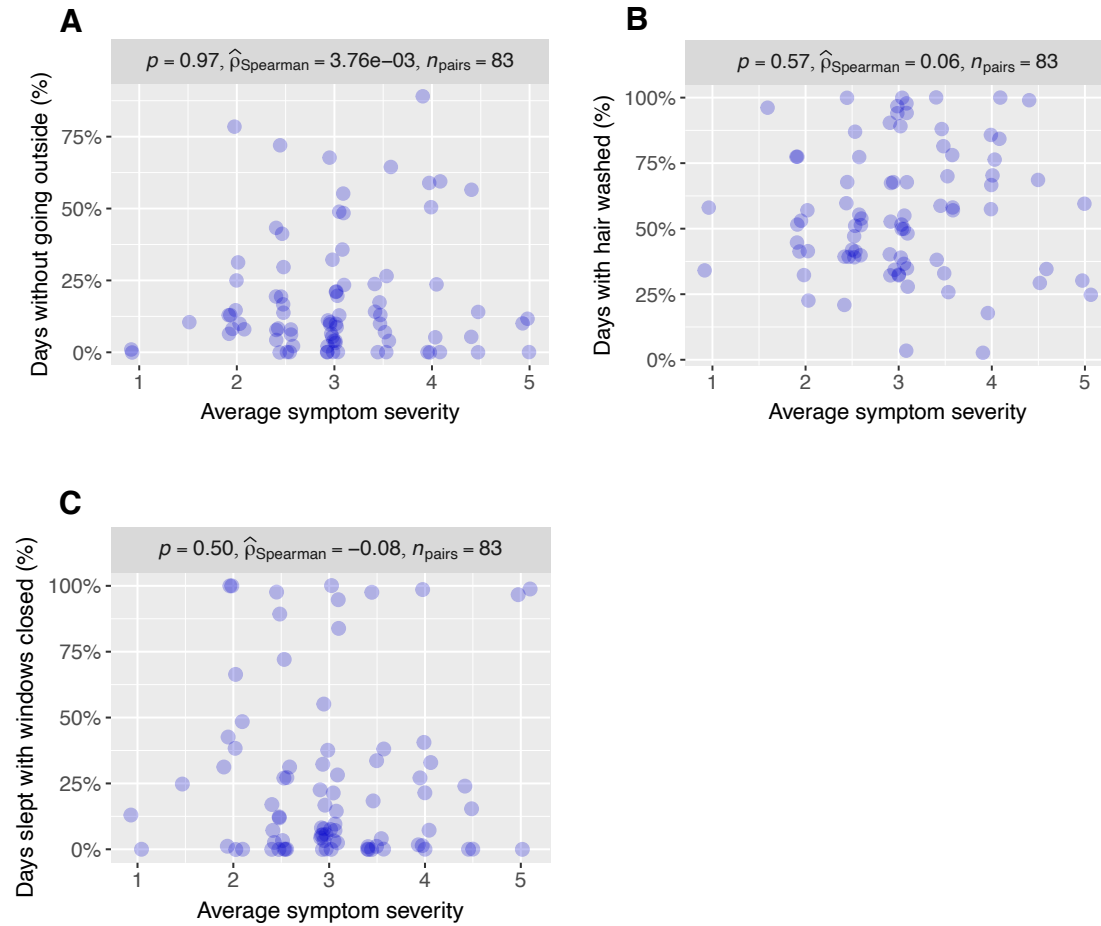 A
p = 0.97, ρ̂Spearman = 3.76e−03, npairs = 83
Days without going outside (%)
75%
50%
25%
0%
1 2 3 4 5
Average symptom severity
B
p = 0.57, ρ̂Spearman = 0.06, npairs = 83
Days with hair washed (%)
100%
75%
50%
25%
0%
1 2 3 4 5
Average symptom severity
C
p = 0.50, ρ̂Spearman = −0.08, npairs = 83
Days slept with windows closed (%)
100%
75%
50%
25%
0%
1 2 3 4 5
Average symptom severity